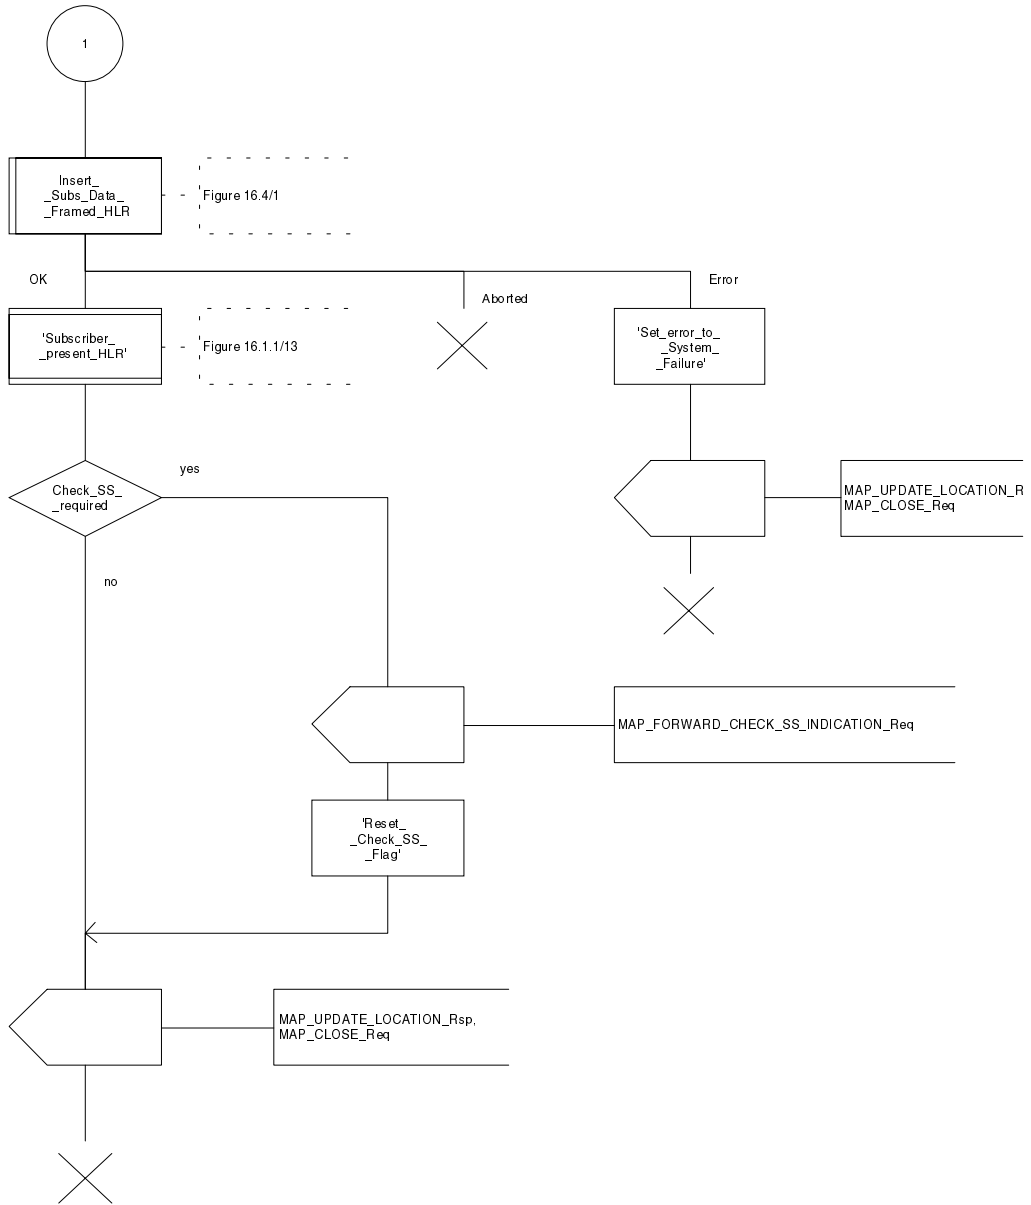 1
Insert_
_Subs_Data_
_Framed_HLR
Figure 16.4/1
OK
Error
Aborted
'Subscriber_
_present_HLR'
Figure 16.1.1/13
'Set_error_to_
_System_
_Failure'
yes
Check_SS_
_required
MAP_UPDATE_LOCATION_R
MAP_CLOSE_Req
no
MAP_FORWARD_CHECK_SS_INDICATION_Req
'Reset_
_Check_SS_
_Flag'
MAP_UPDATE_LOCATION_Rsp,
MAP_CLOSE_Req